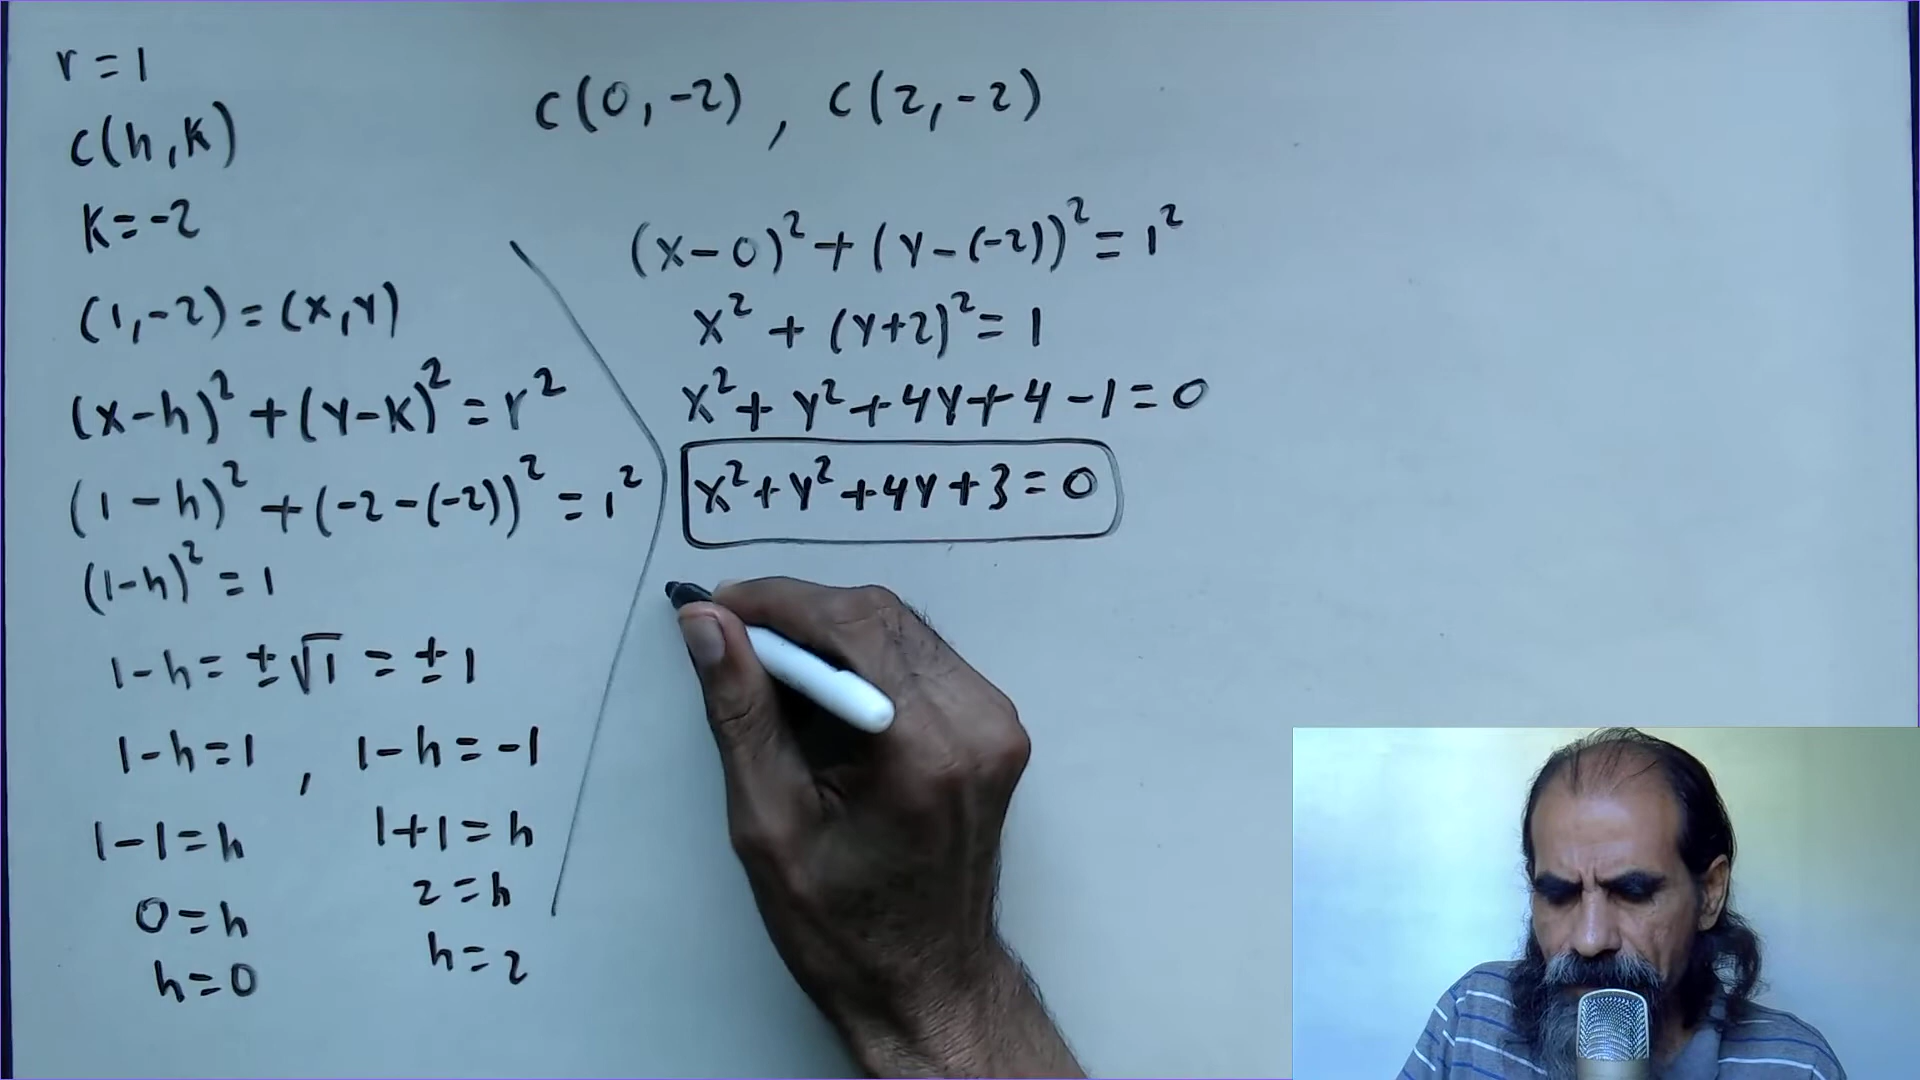 r=1
c(h,k)
k=-2
(1,-2)=(x,y)
(x-h)²+(y-k)²=r²
(1-h)²+(-2-(-2))²=1²
(1-h)²=1
1-h=±√1=±1
1-h=1 , 1-h=-1
1-1=h 1+1=h
0=h 2=h
h=0 h=2
c(0,-2) , c(2,-2)
(x-0)²+(y-(-2))²=1²
x²+(y+2)²=1
x²+y²+4y+4-1=0
x²+y²+4y+3=0